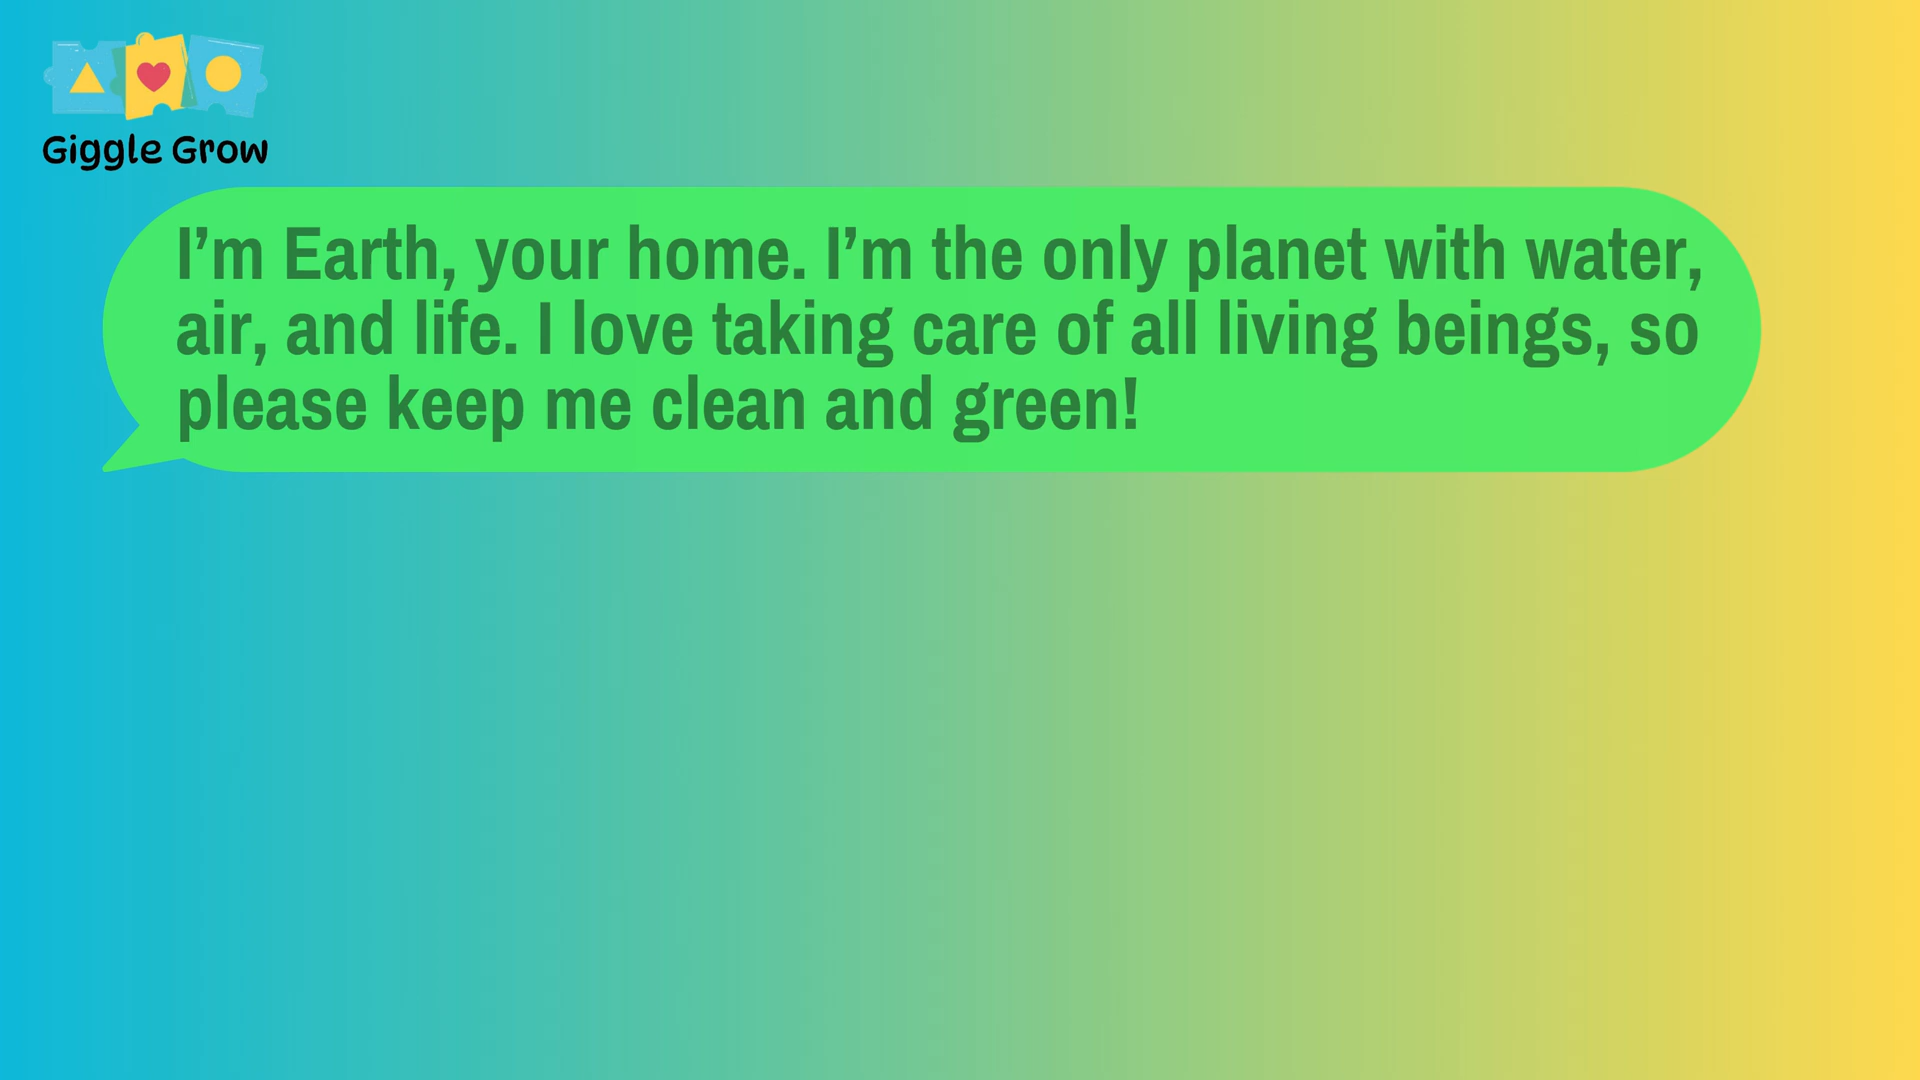 Giggle Grow
I’m Earth, your home. I’m the only planet with water,
air, and life. I love taking care of all living beings, so
please keep me clean and green!